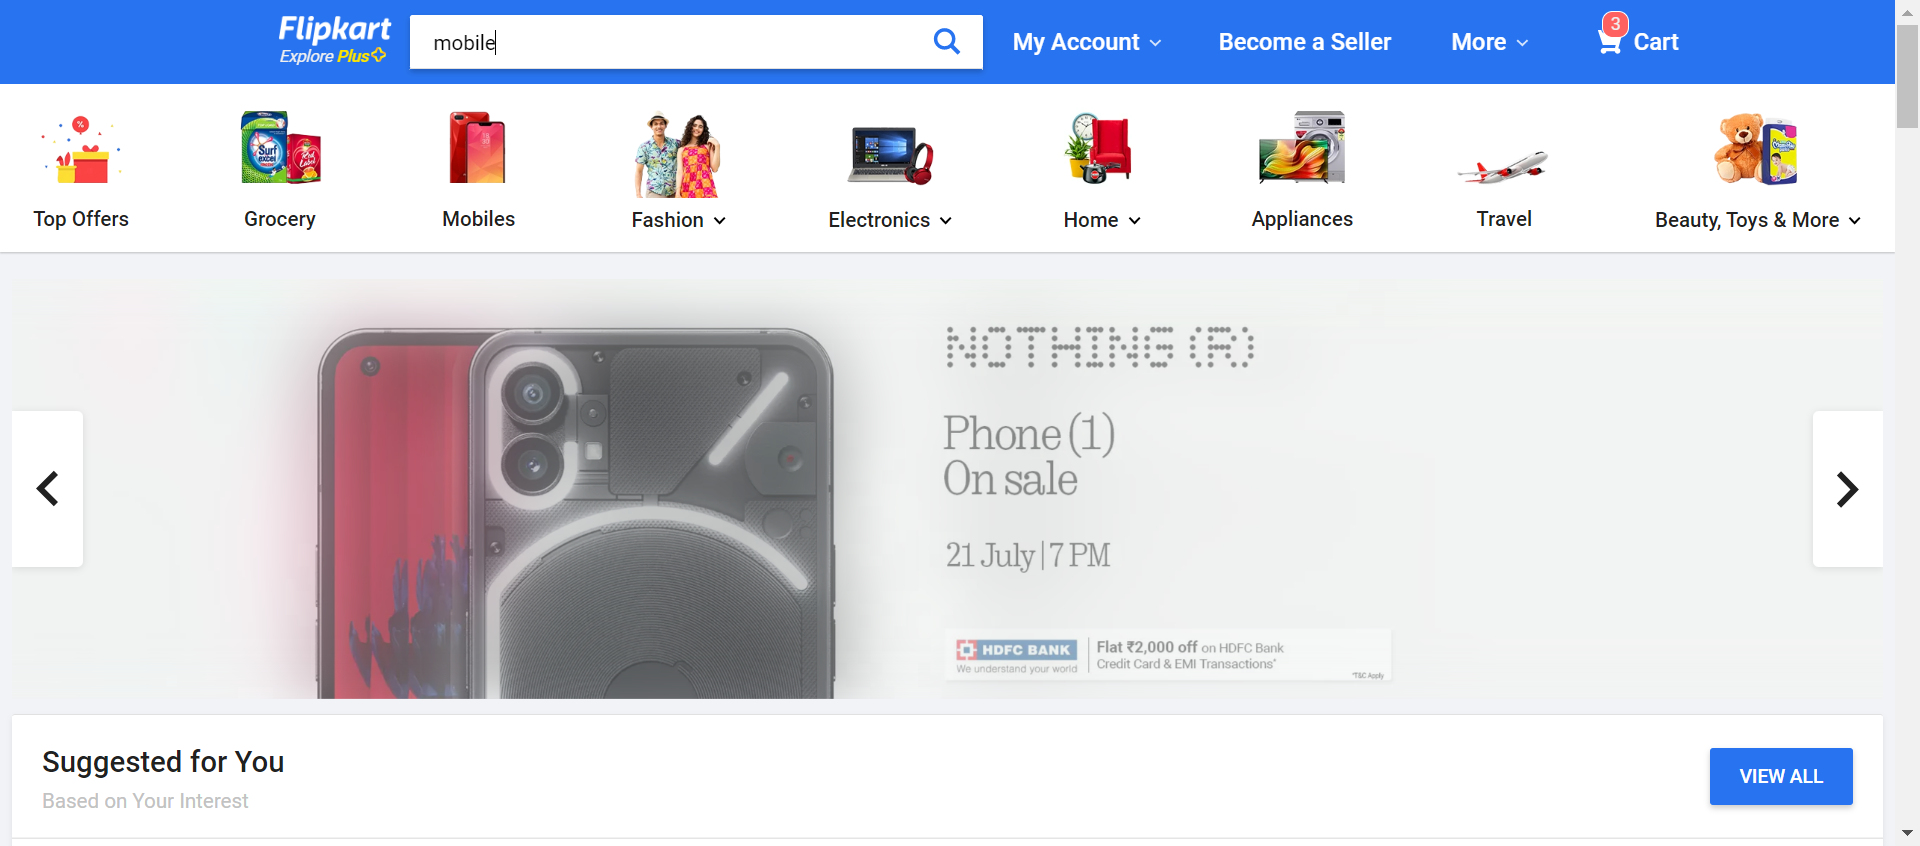 Flipkart
Explore Plus
mobile
My Account
Become a Seller
More
3
Cart
Top Offers
Grocery
Mobiles
Fashion
Electronics
Home
Appliances
Travel
Beauty, Toys & More
NOTHING (R)
Phone (1)
On sale
21 July | 7 PM
HDFC BANK
We understand your world
Flat ₹2,000 off on HDFC Bank
Credit Card & EMI Transactions*
*T&C Apply
Suggested for You
Based on Your Interest
VIEW ALL